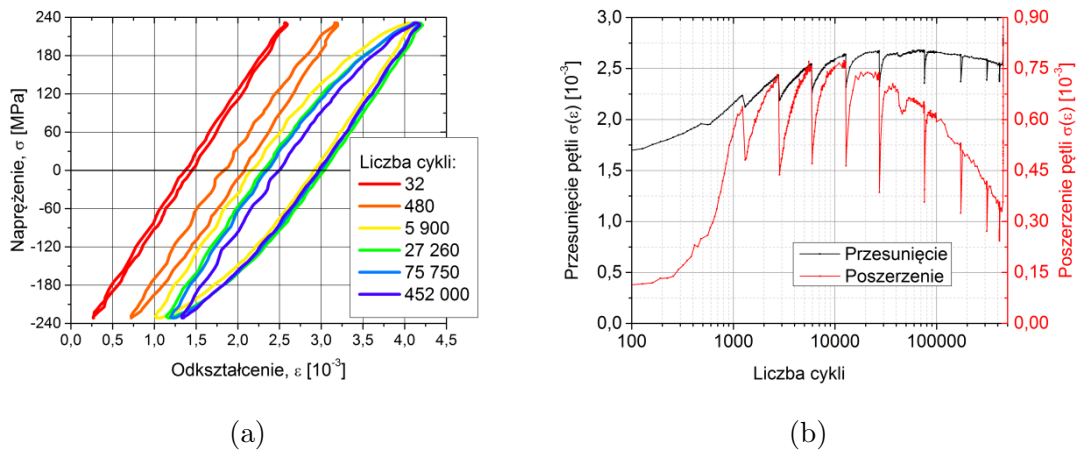 240
180
120
60
0
-60
-120
-180
-240
Naprężenie, σ [MPa]
0,0 0,5 1,0 1,5 2,0 2,5 3,0 3,5 4,0 4,5
Odkształcenie, ε [10⁻³]
Liczba cykli:
32
480
5 900
27 260
75 750
452 000
(a)
3,0
2,5
2,0
1,5
1,0
0,5
0,0
Przesunięcie pętli σ(ε) [10⁻³]
100 1000 10000 100000
Liczba cykli
Przesunięcie
Poszerzenie
0,90
0,75
0,60
0,45
0,30
0,15
0,00
Poszerzenie pętli σ(ε) [10⁻³]
(b)